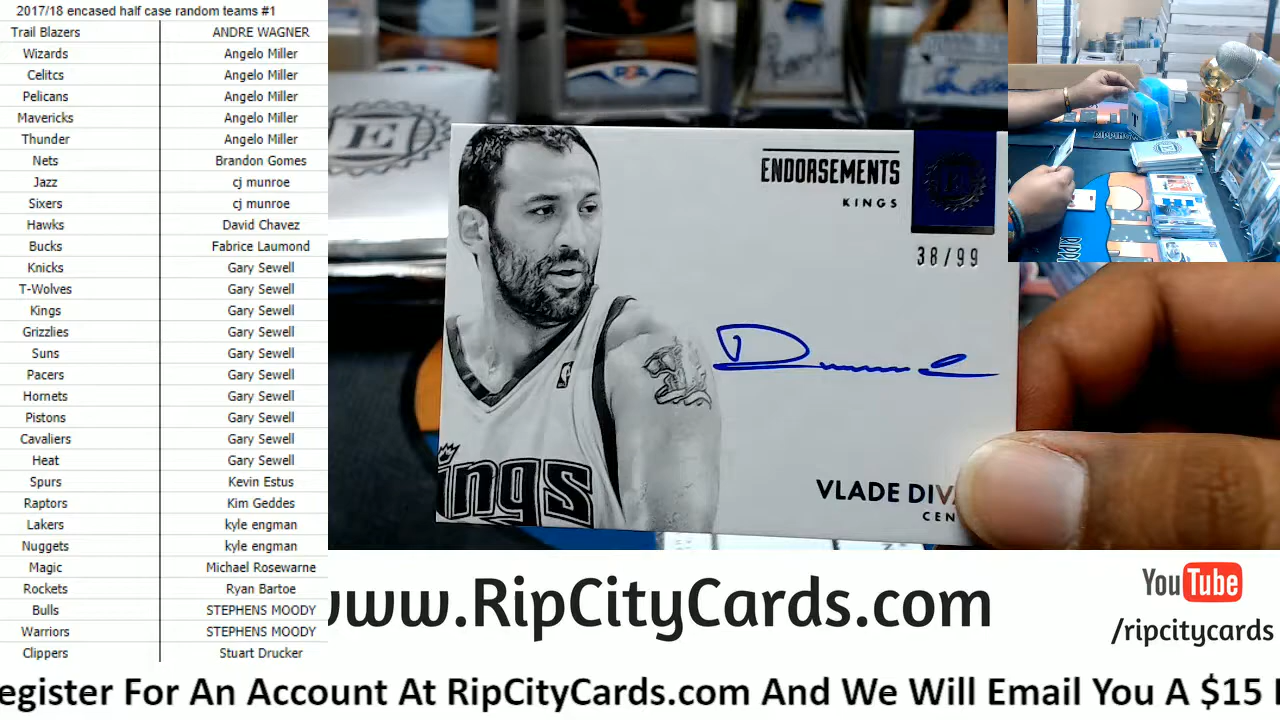 2017/18 encased half case random teams #1
Trail Blazers ANDRE WAGNER
Wizards Angelo Miller
Celitcs Angelo Miller
Pelicans Angelo Miller
Mavericks Angelo Miller
Thunder Angelo Miller
Nets Brandon Gomes
Jazz cj munroe
Sixers cj munroe
Hawks David Chavez
Bucks Fabrice Laumond
Knicks Gary Sewell
T-Wolves Gary Sewell
Kings Gary Sewell
Grizzlies Gary Sewell
Suns Gary Sewell
Pacers Gary Sewell
Hornets Gary Sewell
Pistons Gary Sewell
Cavaliers Gary Sewell
Heat Gary Sewell
Spurs Kevin Estus
Raptors Kim Geddes
Lakers kyle engman
Nuggets kyle engman
Magic Michael Rosewarne
Rockets Ryan Bartoe
Bulls STEPHENS MOODY
Warriors STEPHENS MOODY
Clippers Stuart Drucker
E
PSA
ENDORSEMENTS
KINGS
38/99
ings
VLADE DIV
CEN
www.RipCityCards.com
YouTube
/ripcitycards
egister For An Account At RipCityCards.com And We Will Email You A $15